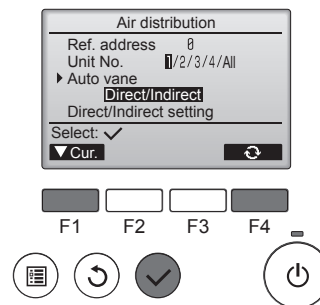 Air distribution
Ref. address 0
Unit No. 1/2/3/4/All
Auto vane
Direct/Indirect
Direct/Indirect setting
Select:
Cur.
F1 F2 F3 F4